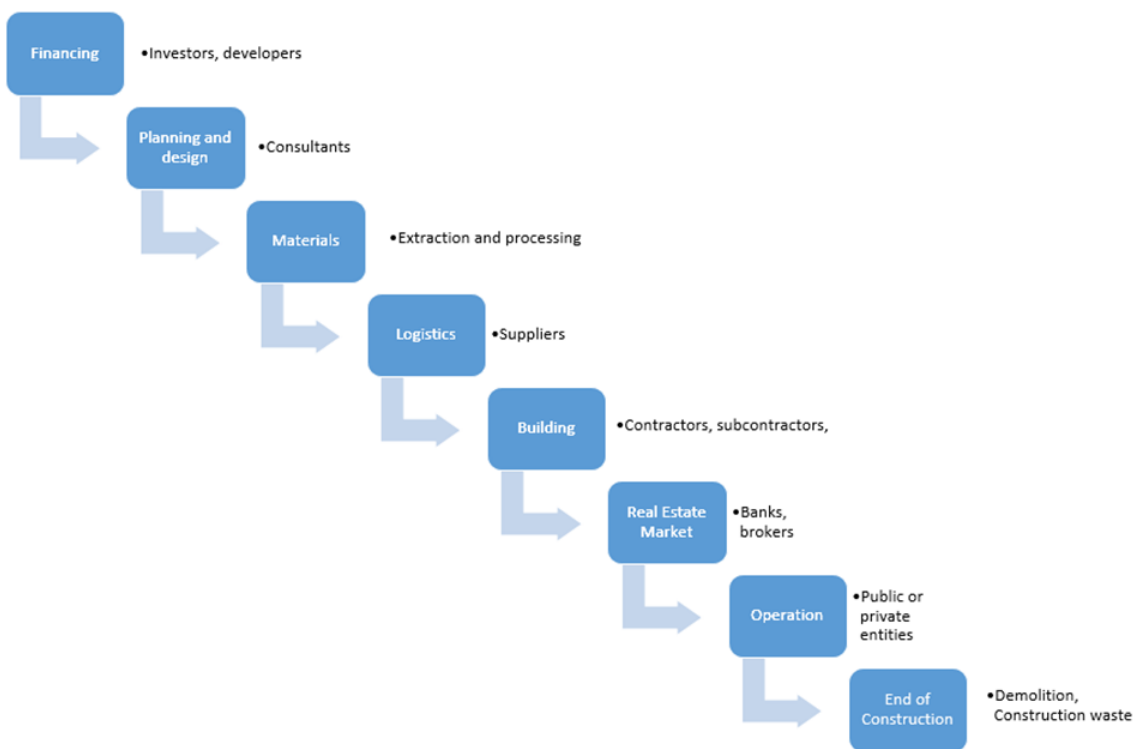 Financing
•Investors, developers
Planning and
design
•Consultants
Materials
•Extraction and processing
Logistics
•Suppliers
Building
•Contractors, subcontractors,
Real Estate
Market
•Banks,
brokers
Operation
•Public or
private
entities
End of
Construction
•Demolition,
Construction waste